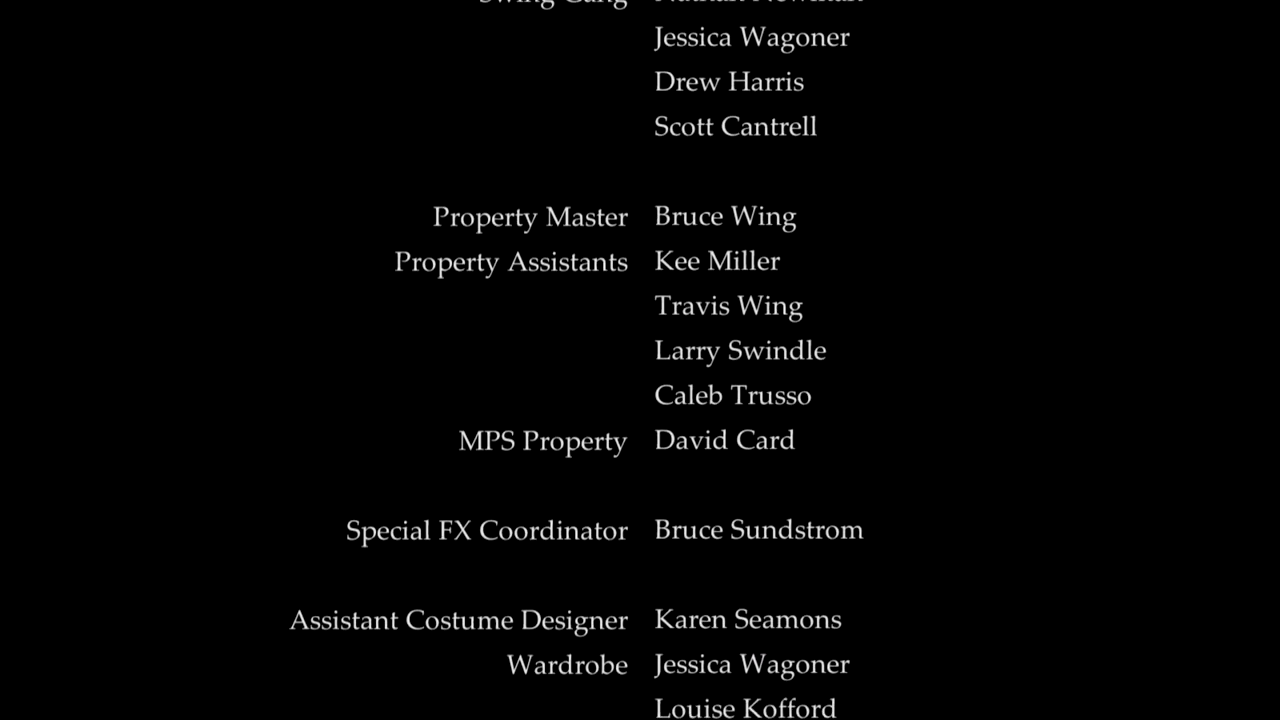 Swing Gang
Jessica Wagoner
Drew Harris
Scott Cantrell
Property Master Bruce Wing
Property Assistants Kee Miller
Travis Wing
Larry Swindle
Caleb Trusso
MPS Property David Card
Special FX Coordinator Bruce Sundstrom
Assistant Costume Designer Karen Seamons
Wardrobe Jessica Wagoner
Louise Kofford